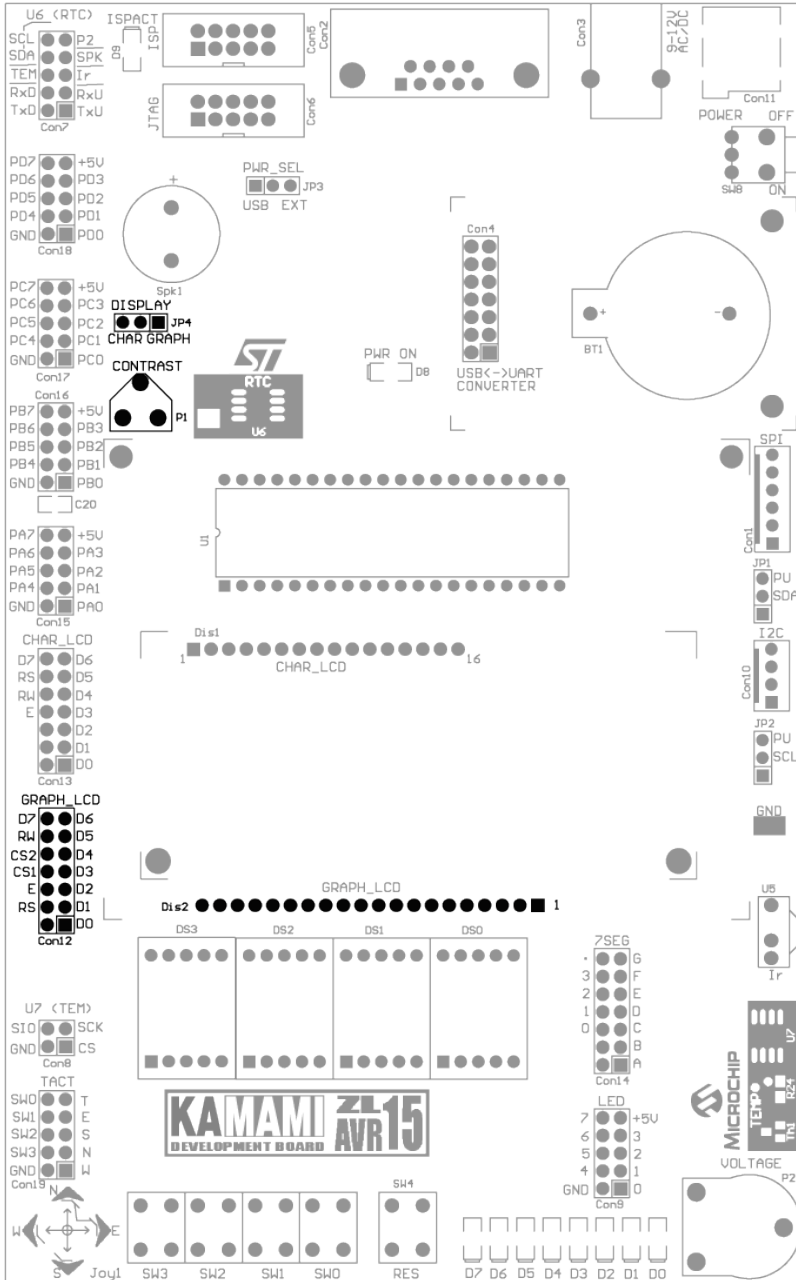 U6 (RTC)
SCL P2
SDA SPK
TEM Ir
RxD RxU
TxD TxU
Con7
ISPACT
D9
ISP
Con5
JTAG
Con6
Con2
Con3
9-12V
AC/DC
Con11
POWER OFF
SW8 ON
PD7 +5V
PD6 PD3
PD5 PD2
PD4 PD1
GND PD0
Con18
+
Spk1
PWR_SEL
JP3
USB EXT
Con4
USB<->UART
CONVERTER
+ -
BT1
PC7 +5V
PC6 PC3
PC5 PC2
PC4 PC1
GND PC0
Con17
DISPLAY
JP4
CHAR GRAPH
CONTRAST
P1
ST
RTC
U6
PWR ON
D8
Con16
PB7 +5V
PB6 PB3
PB5 PB2
PB4 PB1
GND PB0
C20
PA7 +5V
PA6 PA3
PA5 PA2
PA4 PA1
GND PA0
Con15
U1
SPI
Con1
JP1
PU
SDA
I2C
Con10
JP2
PU
SCL
GND
CHAR_LCD
D7 D6
RS D5
RW D4
E D3
D2
D1
D0
Con13
Dis1
1 16
CHAR_LCD
GRAPH_LCD
D7 D6
RW D5
CS2 D4
CS1 D3
E D2
RS D1
D0
Con12
GRAPH_LCD
Dis2 1
DS3 DS2 DS1 DS0
7SEG
. G
3 F
2 E
1 D
0 C
B
A
Con14
U5
Ir
U7 (TEM)
SIO SCK
GND CS
Con8
TACT
SW0 T
SW1 E
SW2 S
SW3 N
GND W
Con19
KAMAMI
DEVELOPMENT BOARD
ZL
AVR15
LED
7 +5V
6 3
5 2
4 1
GND 0
Con9
MICROCHIP
TEMP
U7
R24
TH1
VOLTAGE
P2
N
W E
S
Joy1
SW3 SW2 SW1 SW0
SW4
RES
D7 D6 D5 D4 D3 D2 D1 D0